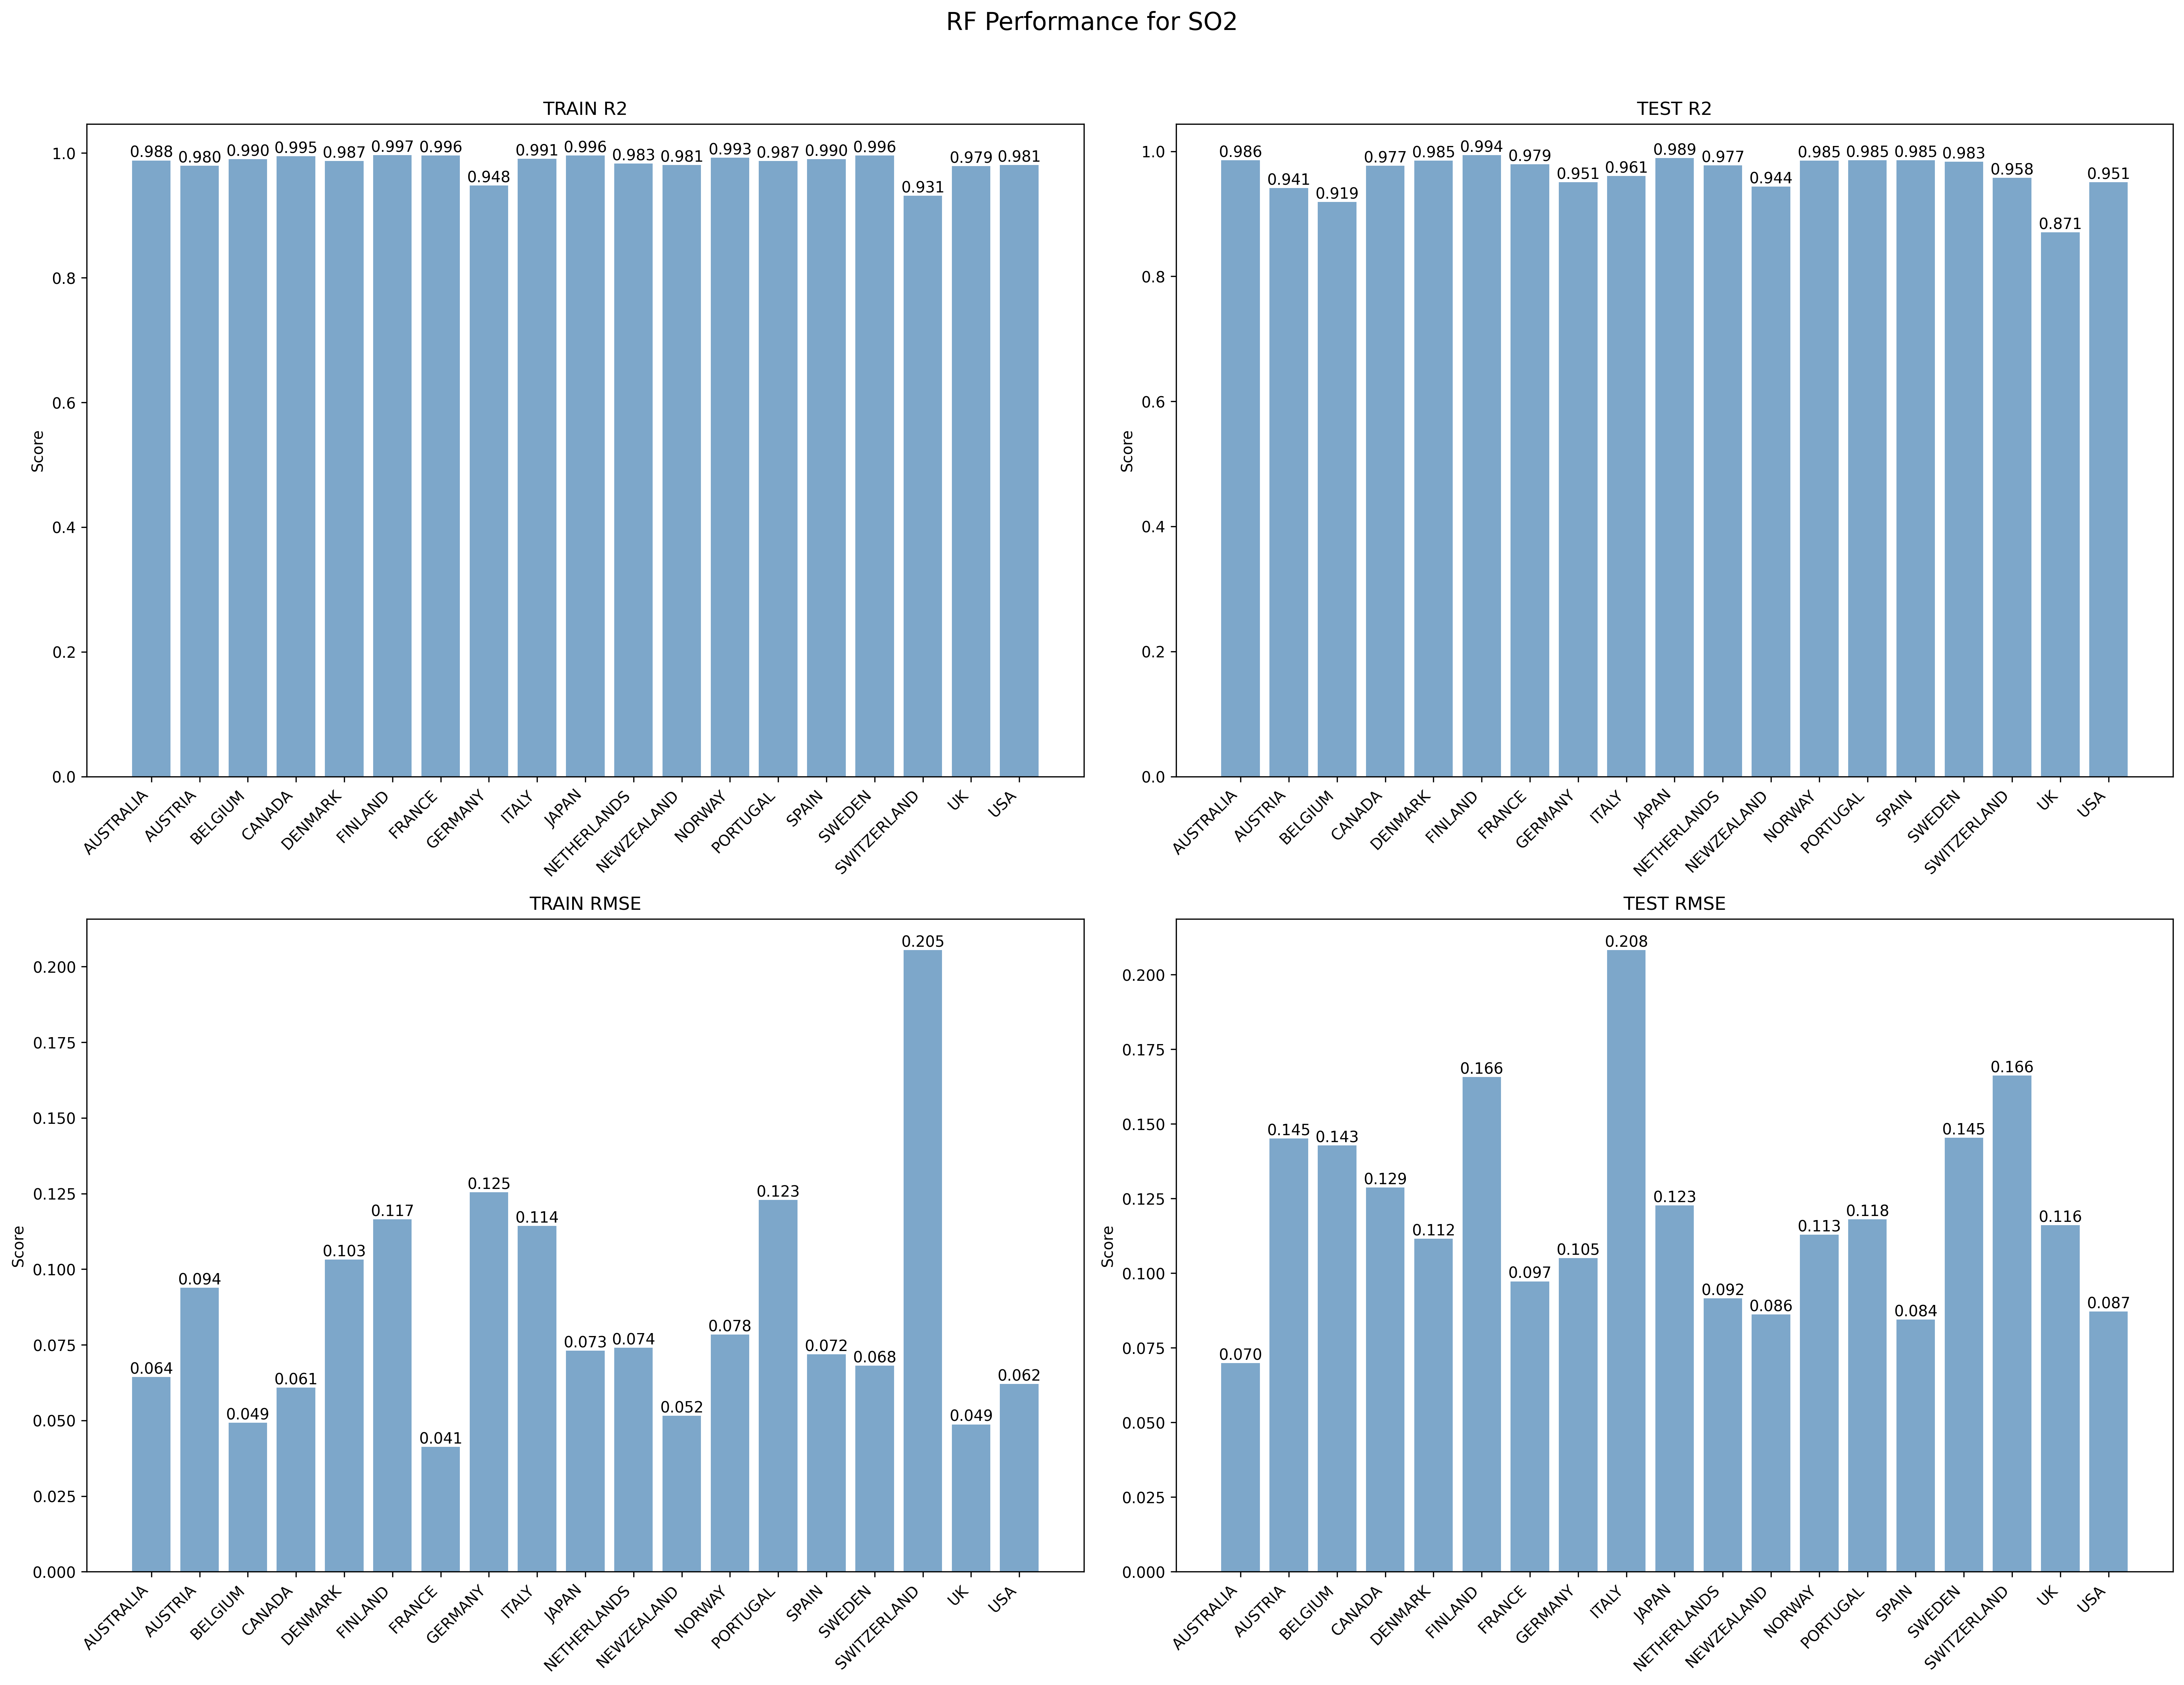 RF Performance for SO2
TRAIN R2
Score
1.0
0.8
0.6
0.4
0.2
0.0
0.988
0.980
0.990
0.995
0.987
0.997
0.996
0.948
0.991
0.996
0.983
0.981
0.993
0.987
0.990
0.996
0.931
0.979
0.981
AUSTRALIA
AUSTRIA
BELGIUM
CANADA
DENMARK
FINLAND
FRANCE
GERMANY
ITALY
JAPAN
NETHERLANDS
NEWZEALAND
NORWAY
PORTUGAL
SPAIN
SWEDEN
SWITZERLAND
UK
USA
TEST R2
Score
1.0
0.8
0.6
0.4
0.2
0.0
0.986
0.941
0.919
0.977
0.985
0.994
0.979
0.951
0.961
0.989
0.977
0.944
0.985
0.985
0.985
0.983
0.958
0.871
0.951
AUSTRALIA
AUSTRIA
BELGIUM
CANADA
DENMARK
FINLAND
FRANCE
GERMANY
ITALY
JAPAN
NETHERLANDS
NEWZEALAND
NORWAY
PORTUGAL
SPAIN
SWEDEN
SWITZERLAND
UK
USA
TRAIN RMSE
Score
0.200
0.175
0.150
0.125
0.100
0.075
0.050
0.025
0.000
0.064
0.094
0.049
0.061
0.103
0.117
0.041
0.125
0.114
0.073
0.074
0.052
0.078
0.123
0.072
0.068
0.205
0.049
0.062
AUSTRALIA
AUSTRIA
BELGIUM
CANADA
DENMARK
FINLAND
FRANCE
GERMANY
ITALY
JAPAN
NETHERLANDS
NEWZEALAND
NORWAY
PORTUGAL
SPAIN
SWEDEN
SWITZERLAND
UK
USA
TEST RMSE
Score
0.200
0.175
0.150
0.125
0.100
0.075
0.050
0.025
0.000
0.070
0.145
0.143
0.129
0.112
0.166
0.097
0.105
0.208
0.123
0.092
0.086
0.113
0.118
0.084
0.145
0.166
0.116
0.087
AUSTRALIA
AUSTRIA
BELGIUM
CANADA
DENMARK
FINLAND
FRANCE
GERMANY
ITALY
JAPAN
NETHERLANDS
NEWZEALAND
NORWAY
PORTUGAL
SPAIN
SWEDEN
SWITZERLAND
UK
USA